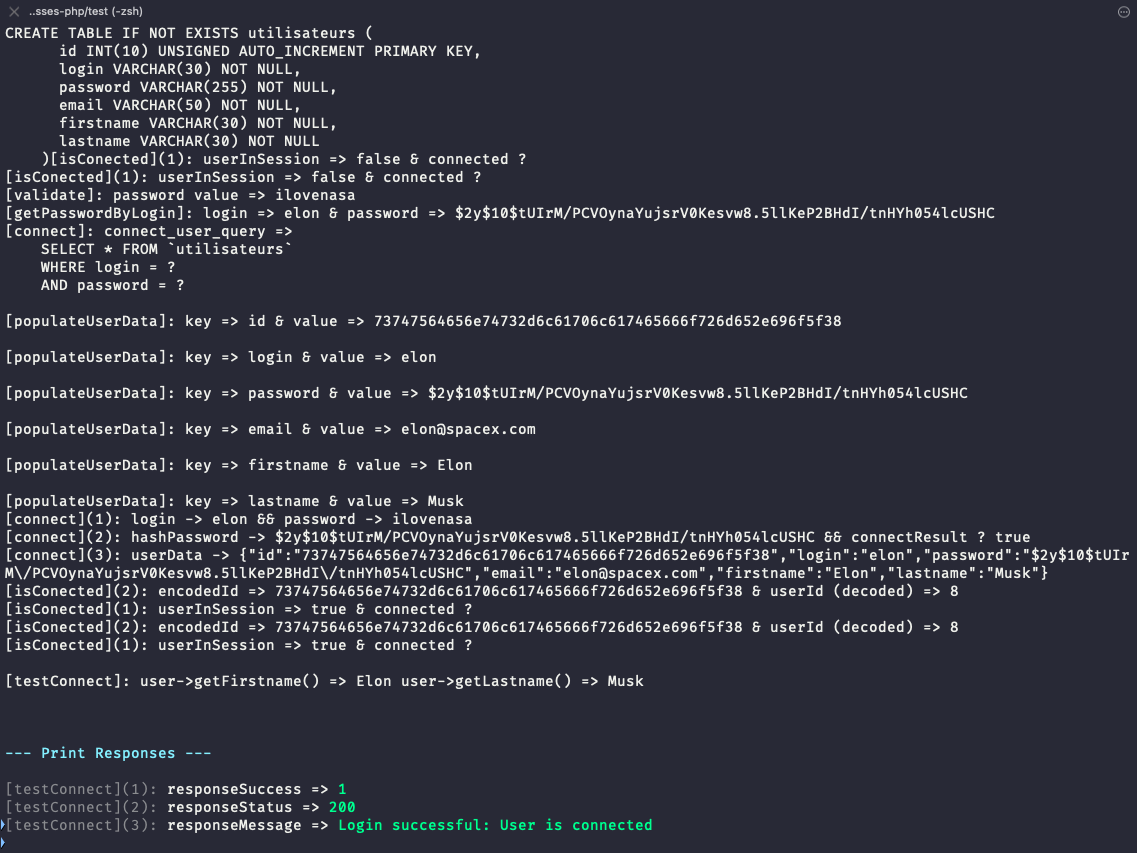 ..sses-php/test (-zsh)
CREATE TABLE IF NOT EXISTS utilisateurs (
id INT(10) UNSIGNED AUTO_INCREMENT PRIMARY KEY,
login VARCHAR(30) NOT NULL,
password VARCHAR(255) NOT NULL,
email VARCHAR(50) NOT NULL,
firstname VARCHAR(30) NOT NULL,
lastname VARCHAR(30) NOT NULL
)[isConected](1): userInSession => false & connected ?
[isConected](1): userInSession => false & connected ?
[validate]: password value => ilovenasa
[getPasswordByLogin]: login => elon & password => $2y$10$tUIrM/PCVOynaYujsrV0Kesvw8.5llKeP2BHdI/tnHYh054lcUSHC
[connect]: connect_user_query =>
SELECT * FROM `utilisateurs`
WHERE login = ?
AND password = ?
[populateUserData]: key => id & value => 73747564656e74732d6c61706c617465666f726d652e696f5f38
[populateUserData]: key => login & value => elon
[populateUserData]: key => password & value => $2y$10$tUIrM/PCVOynaYujsrV0Kesvw8.5llKeP2BHdI/tnHYh054lcUSHC
[populateUserData]: key => email & value => elon@spacex.com
[populateUserData]: key => firstname & value => Elon
[populateUserData]: key => lastname & value => Musk
[connect](1): login -> elon && password -> ilovenasa
[connect](2): hashPassword -> $2y$10$tUIrM/PCVOynaYujsrV0Kesvw8.5llKeP2BHdI/tnHYh054lcUSHC && connectResult ? true
[connect](3): userData -> {"id":"73747564656e74732d6c61706c617465666f726d652e696f5f38","login":"elon","password":"$2y$10$tUIr
M\/PCVOynaYujsrV0Kesvw8.5llKeP2BHdI\/tnHYh054lcUSHC","email":"elon@spacex.com","firstname":"Elon","lastname":"Musk"}
[isConected](2): encodedId => 73747564656e74732d6c61706c617465666f726d652e696f5f38 & userId (decoded) => 8
[isConected](1): userInSession => true & connected ?
[isConected](2): encodedId => 73747564656e74732d6c61706c617465666f726d652e696f5f38 & userId (decoded) => 8
[isConected](1): userInSession => true & connected ?
[testConnect]: user->getFirstname() => Elon user->getLastname() => Musk
--- Print Responses ---
[testConnect](1): responseSuccess => 1
[testConnect](2): responseStatus => 200
[testConnect](3): responseMessage => Login successful: User is connected